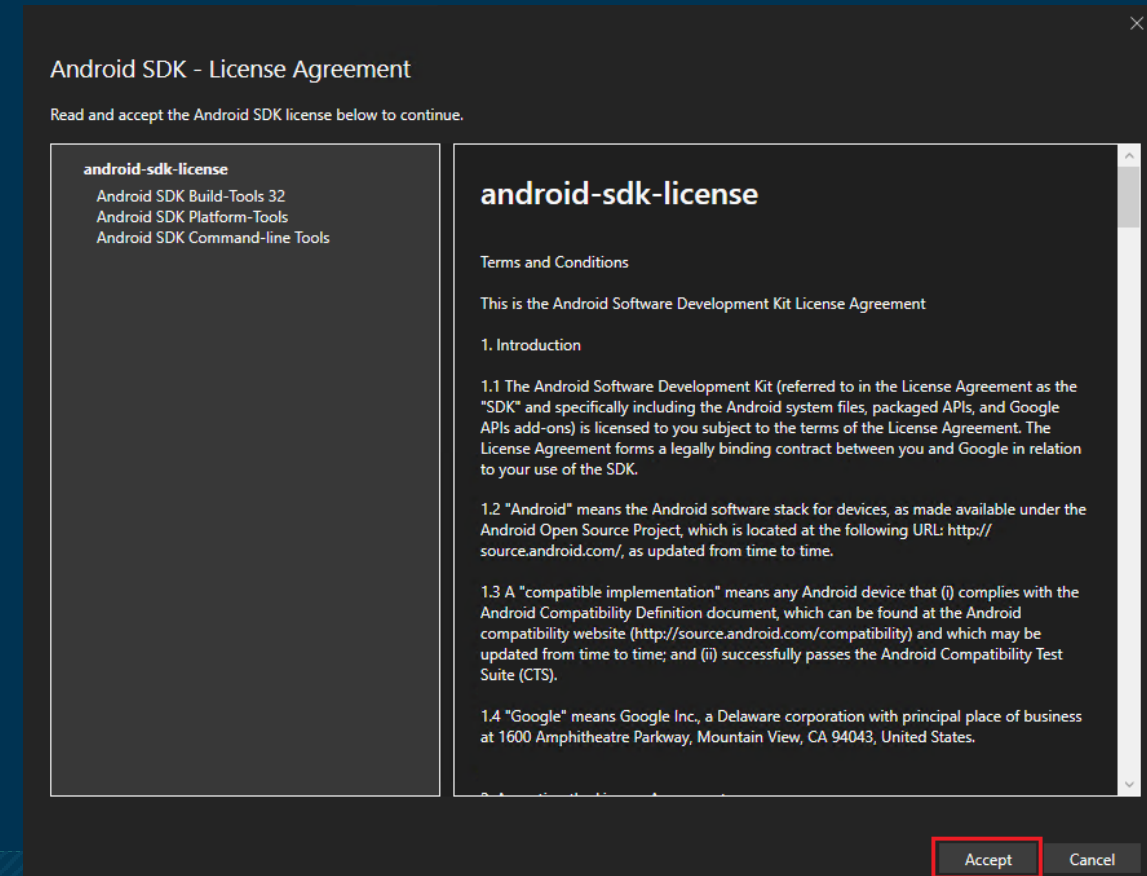 Android SDK - License Agreement
Read and accept the Android SDK license below to continue.
android-sdk-license
Android SDK Build-Tools 32
Android SDK Platform-Tools
Android SDK Command-line Tools
android-sdk-license
Terms and Conditions
This is the Android Software Development Kit License Agreement
1. Introduction
1.1 The Android Software Development Kit (referred to in the License Agreement as the
"SDK" and specifically including the Android system files, packaged APIs, and Google
APIs add-ons) is licensed to you subject to the terms of the License Agreement. The
License Agreement forms a legally binding contract between you and Google in relation
to your use of the SDK.
1.2 "Android" means the Android software stack for devices, as made available under the
Android Open Source Project, which is located at the following URL: http://
source.android.com/, as updated from time to time.
1.3 A "compatible implementation" means any Android device that (i) complies with the
Android Compatibility Definition document, which can be found at the Android
compatibility website (http://source.android.com/compatibility) and which may be
updated from time to time; and (ii) successfully passes the Android Compatibility Test
Suite (CTS).
1.4 "Google" means Google Inc., a Delaware corporation with principal place of business
at 1600 Amphitheatre Parkway, Mountain View, CA 94043, United States.
Accept
Cancel